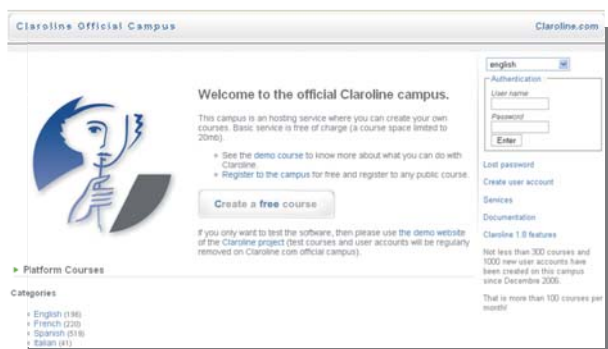 Claroline Official Campus
Claroline.com
Welcome to the official Claroline campus.
This campus is an hosting service where you can create your own
courses. Basic service is free of charge (a course space limited to
20mb).
See the demo course to know more about what you can do with
Claroline.
Register to the campus for free and register to any public course.
Create a free course
If you only want to test the software, then please use the demo website
of the Claroline project (test courses and user accounts will be regularly
removed on Claroline.com official campus).
Platform Courses
Categories
English (198)
French (220)
Spanish (519)
Italian (41)
english
Authentication
User name
Password
Enter
Lost password
Create user account
Services
Documentation
Claroline 1.8 features
Not less than 300 courses and
1000 new user accounts have
been created on this campus
since Decembre 2006.
That is more than 100 courses per
month!